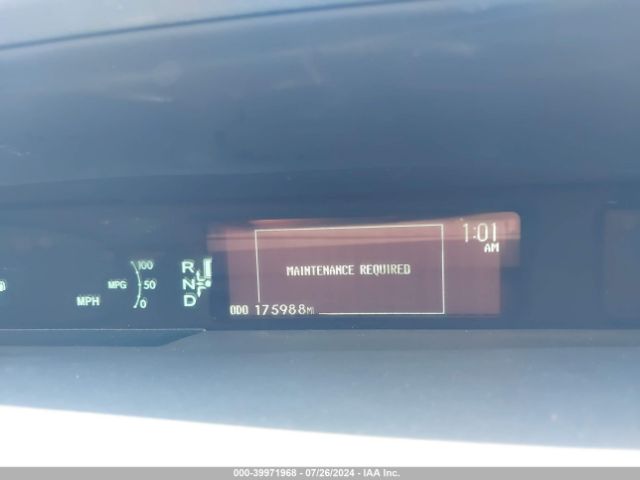 1:01
AM
MAINTENANCE REQUIRED
100
MPG 50
0
MPH
R
N
D
ODO 175988MI
000-39971968 - 07/26/2024 - IAA Inc.